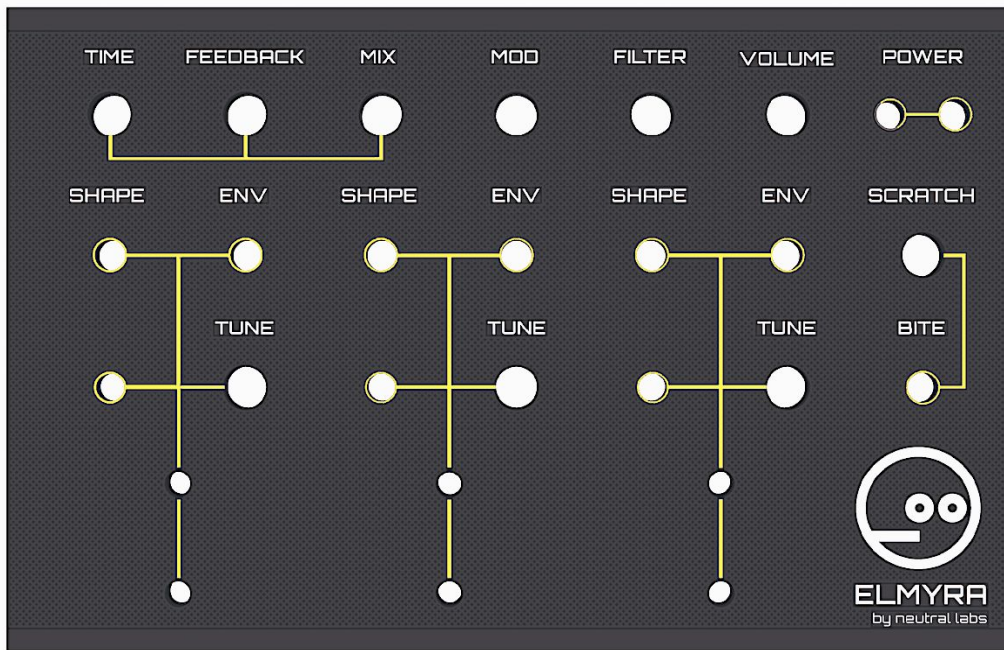 TIME FEEDBACK MIX MOD FILTER VOLUME POWER
SHAPE ENV SHAPE ENV SHAPE ENV SCRATCH
TUNE TUNE TUNE BITE
ELMYRA
by neutral labs